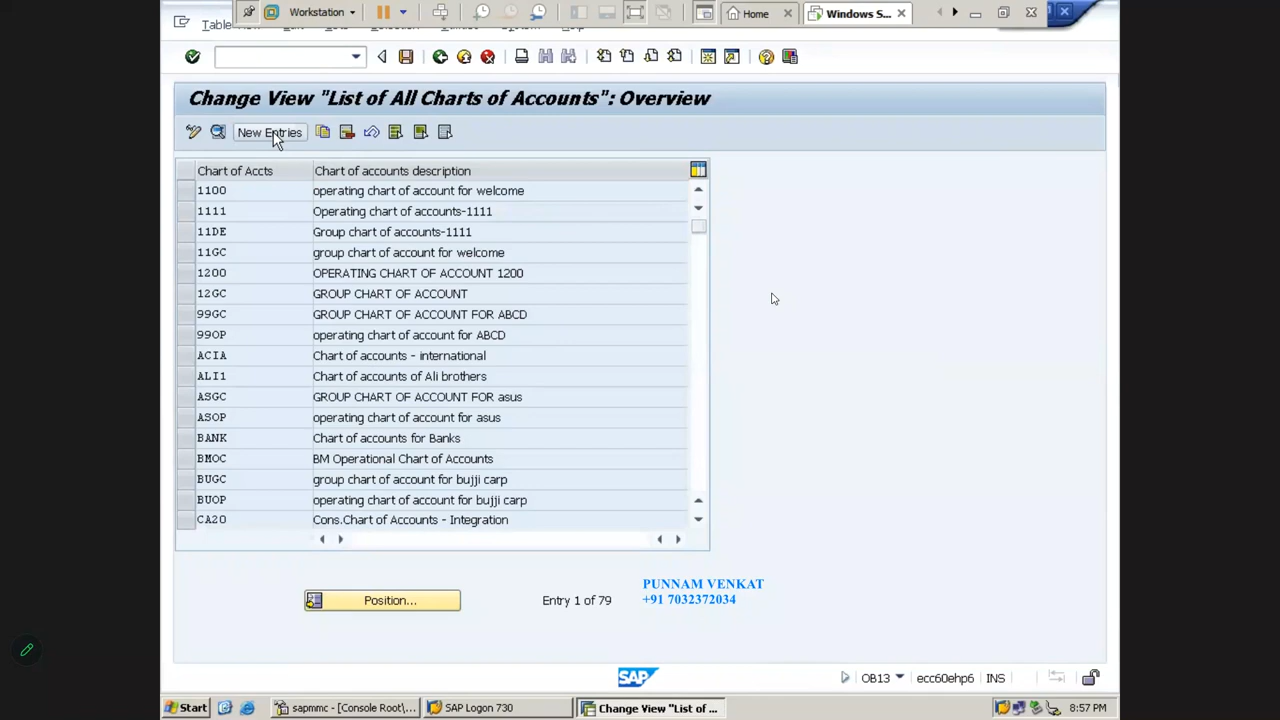 Workstation
Home
Windows S...
Change View "List of All Charts of Accounts": Overview
New Entries
Chart of Accts Chart of accounts description
1100 operating chart of account for welcome
1111 Operating chart of accounts-1111
11DE Group chart of accounts-1111
11GC group chart of account for welcome
1200 OPERATING CHART OF ACCOUNT 1200
12GC GROUP CHART OF ACCOUNT
99GC GROUP CHART OF ACCOUNT FOR ABCD
99OP operating chart of account for ABCD
ACIA Chart of accounts - international
ALI1 Chart of accounts of Ali brothers
ASGC GROUP CHART OF ACCOUNT FOR asus
ASOP operating chart of account for asus
BANK Chart of accounts for Banks
BMOC BM Operational Chart of Accounts
BUGC group chart of account for bujji carp
BUOP operating chart of account for bujji carp
CA20 Cons.Chart of Accounts - Integration
Position... Entry 1 of 79
PUNNAM VENKAT
+91 7032372034
SAP
OB13 ecc60ehp6 INS
Start sapmmc - [Console Root\... SAP Logon 730 Change View "List of ... 8:57 PM